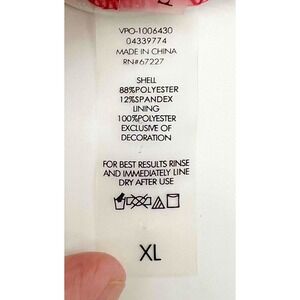 VPO-1006430
04339774
MADE IN CHINA
RN#67227
SHELL
88%POLYESTER
12%SPANDEX
LINING
100%POLYESTER
EXCLUSIVE OF
DECORATION
FOR BEST RESULTS RINSE
AND IMMEDIATELY LINE
DRY AFTER USE
XL